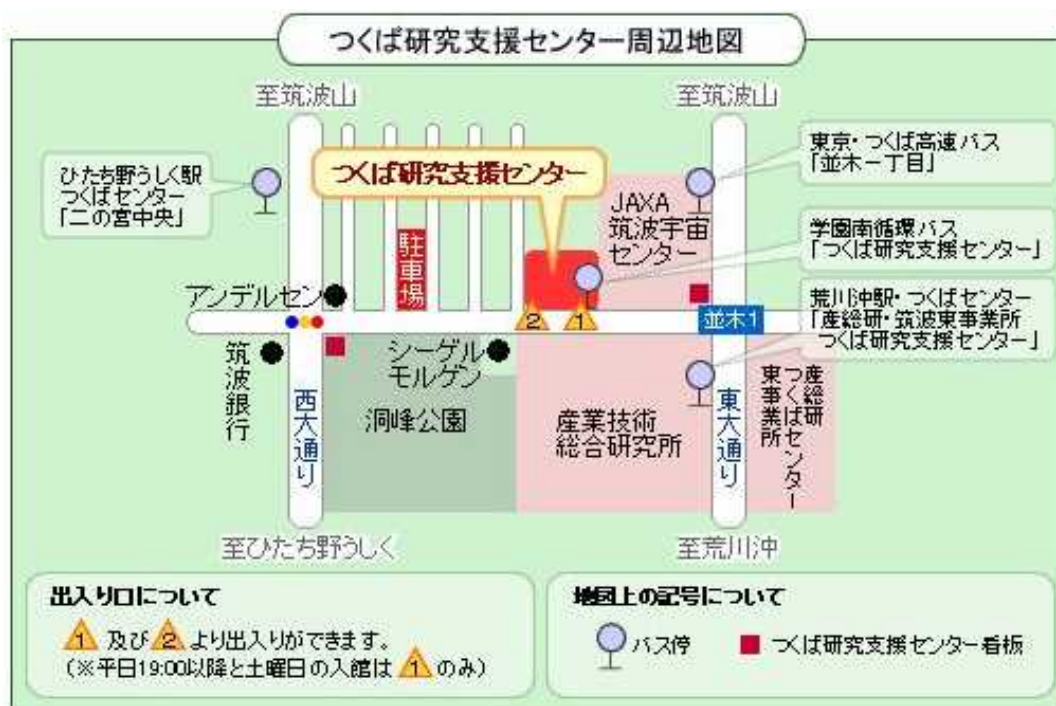 つくば研究支援センター周辺地図
至筑波山
至筑波山
ひたち野うしく駅
つくばセンター
「二の宮中央」
つくば研究支援センター
東京・つくば高速バス
「並木一丁目」
JAXA
筑波宇宙
センター
学園南循環バス
「つくば研究支援センター」
駐車場
アンデルセン
荒川沖駅・つくばセンター
「産総研・筑波東事業所
つくば研究支援センター」
2
1
並木1
筑波銀行
シーゲル
モルゲン
西大通り
洞峰公園
産業技術
総合研究所
東大通り
産総研
つくばセンター
東事業所
至ひたち野うしく
至荒川沖
出入り口について
1 及び 2 より出入りができます。
(※平日19:00以降と土曜日の入館は 1 のみ)
地図上の記号について
バス停
つくば研究支援センター看板